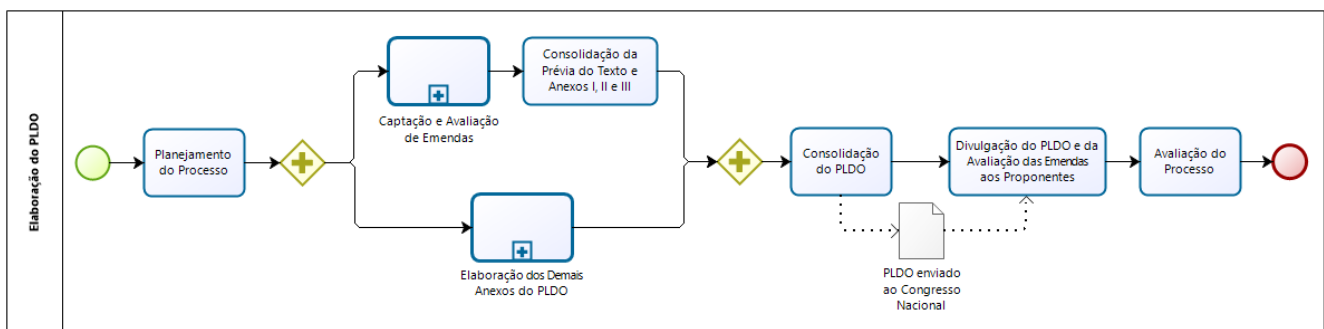 Elaboração do PLDO
Planejamento
do Processo
Captação e Avaliação
de Emendas
Consolidação da
Prévia do Texto e
Anexos I, II e III
Elaboração dos Demais
Anexos do PLDO
Consolidação
do PLDO
PLDO enviado
ao Congresso
Nacional
Divulgação do PLDO e da
Avaliação das Emendas
aos Proponentes
Avaliação do
Processo